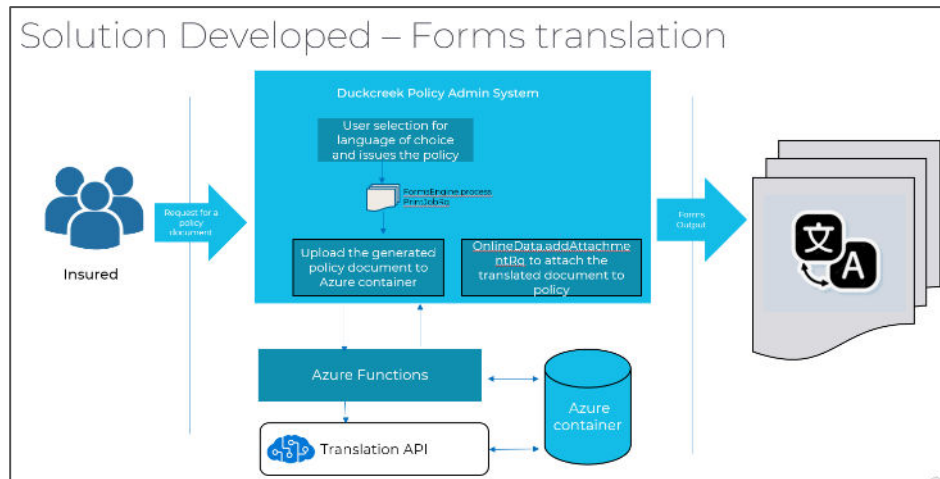 Solution Developed – Forms translation
Duckcreek Policy Admin System
User selection for
language of choice
and issues the policy
FormsEngine process
PrimJobRq
Request for a
policy
document
Insured
Upload the generated
policy document to
Azure container
OnlineData.addAttachme
ntRq to attach the
translated document to
policy
Forms
Output
文
A
Azure Functions
Azure
container
Translation API